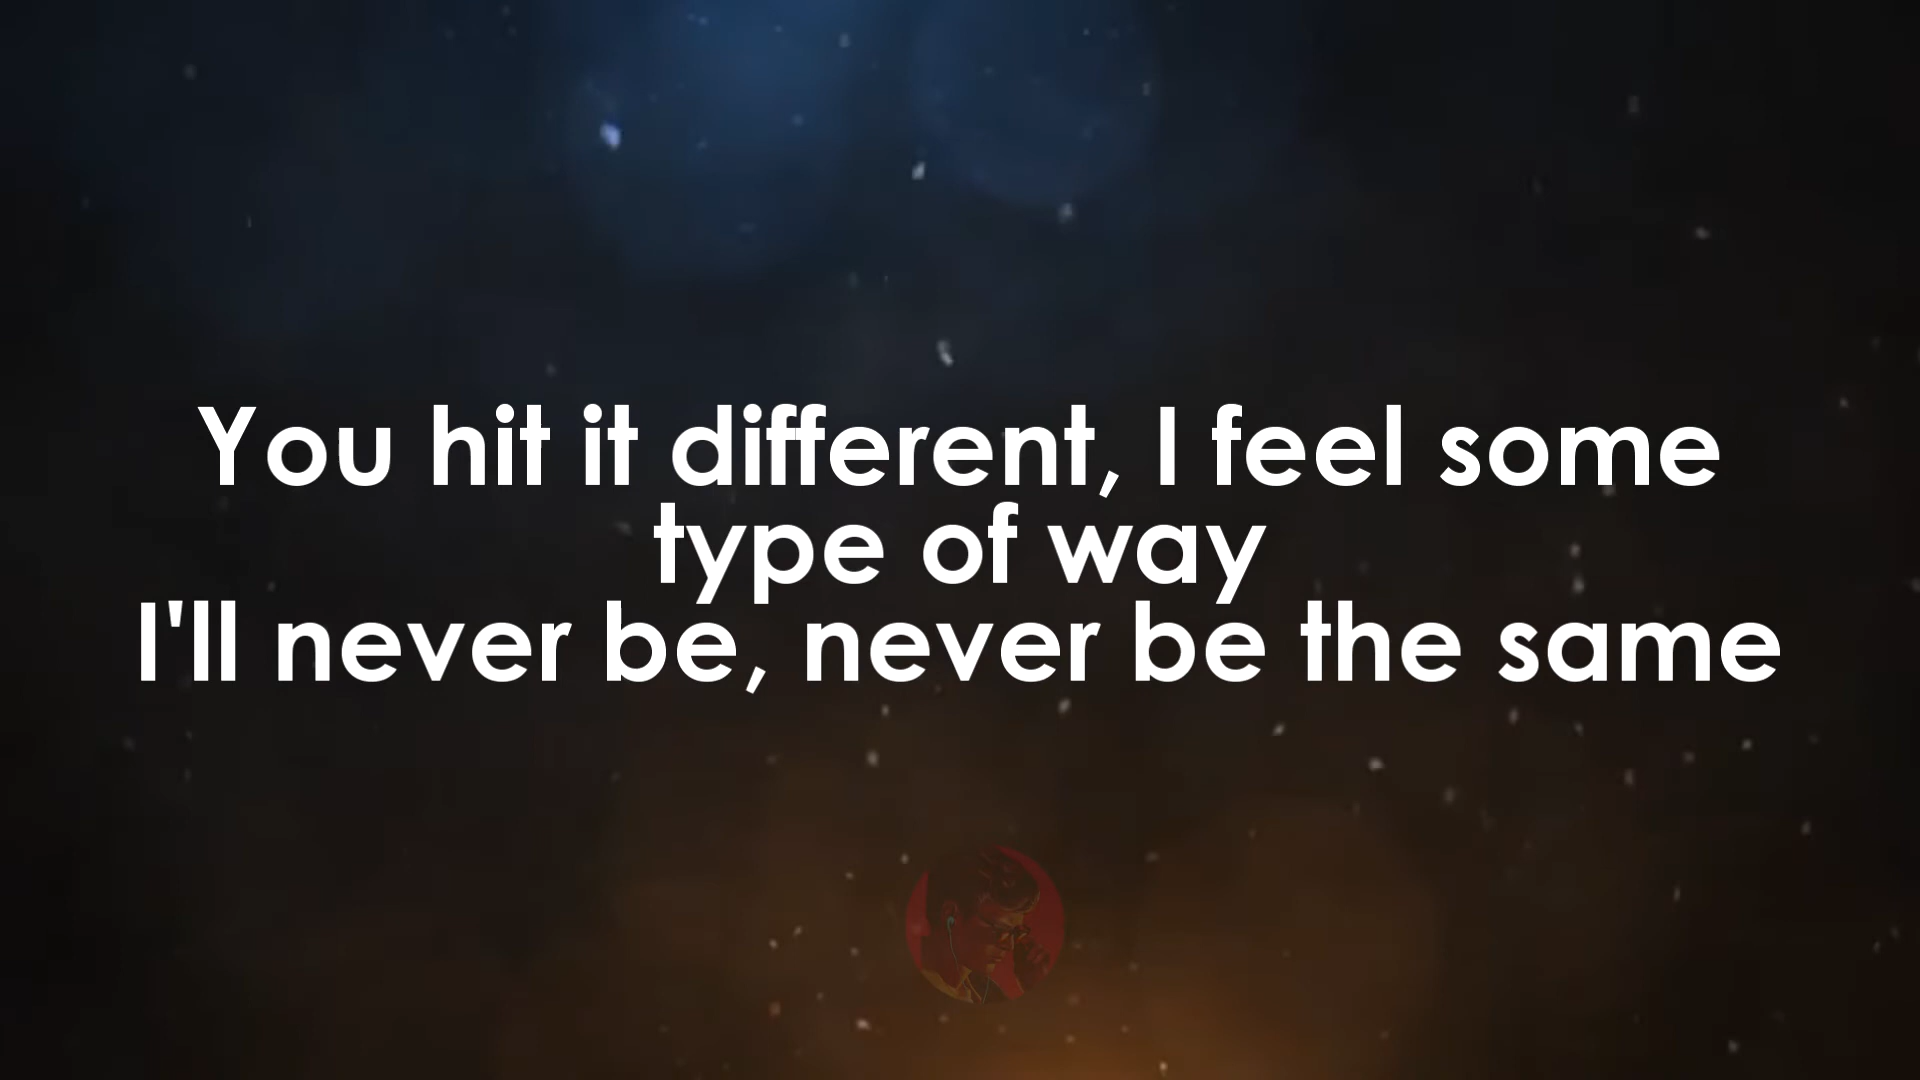 You hit it different, I feel some
type of way
I'll never be, never be the same